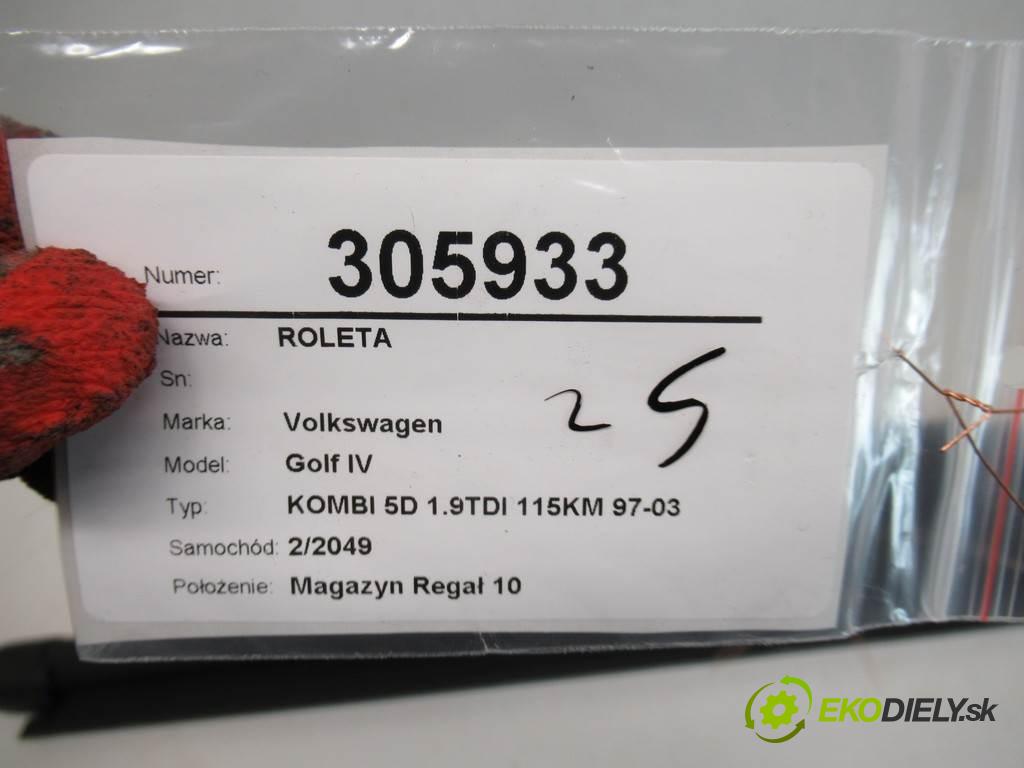 Numer: 305933
Nazwa: ROLETA
Sn:
Marka: Volkswagen
Model: Golf IV
Typ: KOMBI 5D 1.9TDI 115KM 97-03
Samochód: 2/2049
Położenie: Magazyn Regał 10
EKODIELY.sk